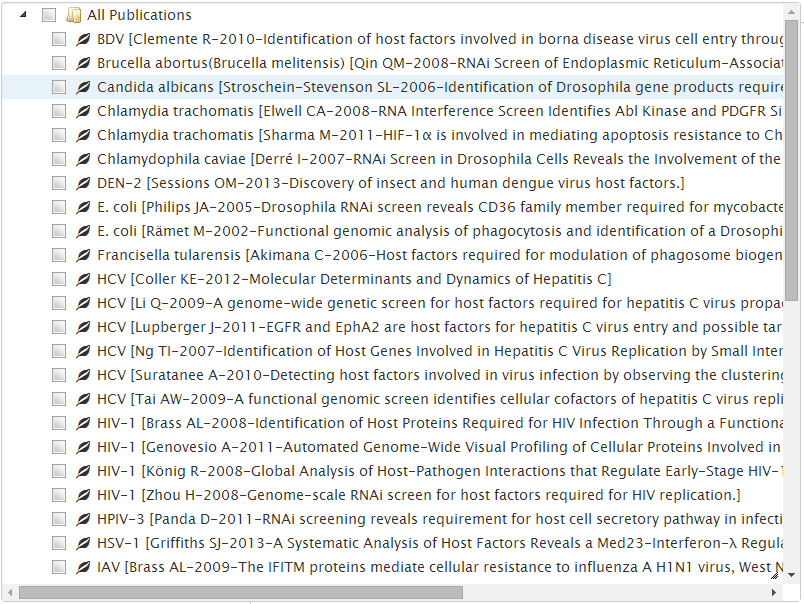 All Publications
BDV [Clemente R-2010-Identification of host factors involved in borna disease virus cell entry throug
Brucella abortus(Brucella melitensis) [Qin QM-2008-RNAi Screen of Endoplasmic Reticulum-Associat
Candida albicans [Stroschein-Stevenson SL-2006-Identification of Drosophila gene products require
Chlamydia trachomatis [Elwell CA-2008-RNA Interference Screen Identifies Abl Kinase and PDGFR Si
Chlamydia trachomatis [Sharma M-2011-HIF-1α is involved in mediating apoptosis resistance to Ch
Chlamydophila caviae [Derré I-2007-RNAi Screen in Drosophila Cells Reveals the Involvement of the
DEN-2 [Sessions OM-2013-Discovery of insect and human dengue virus host factors.]
E. coli [Philips JA-2005-Drosophila RNAi screen reveals CD36 family member required for mycobacte
E. coli [Rämet M-2002-Functional genomic analysis of phagocytosis and identification of a Drosophi
Francisella tularensis [Akimana C-2006-Host factors required for modulation of phagosome biogen
HCV [Coller KE-2012-Molecular Determinants and Dynamics of Hepatitis C]
HCV [Li Q-2009-A genome-wide genetic screen for host factors required for hepatitis C virus propag
HCV [Lupberger J-2011-EGFR and EphA2 are host factors for hepatitis C virus entry and possible tar
HCV [Ng TI-2007-Identification of Host Genes Involved in Hepatitis C Virus Replication by Small Inter
HCV [Suratanee A-2010-Detecting host factors involved in virus infection by observing the clustering
HCV [Tai AW-2009-A functional genomic screen identifies cellular cofactors of hepatitis C virus repli
HIV-1 [Brass AL-2008-Identification of Host Proteins Required for HIV Infection Through a Functiona
HIV-1 [Genovesio A-2011-Automated Genome-Wide Visual Profiling of Cellular Proteins Involved in
HIV-1 [König R-2008-Global Analysis of Host-Pathogen Interactions that Regulate Early-Stage HIV-1
HIV-1 [Zhou H-2008-Genome-scale RNAi screen for host factors required for HIV replication.]
HPIV-3 [Panda D-2011-RNAi screening reveals requirement for host cell secretory pathway in infecti
HSV-1 [Griffiths SJ-2013-A Systematic Analysis of Host Factors Reveals a Med23-Interferon-λ Regula
IAV [Brass AL-2009-The IFITM proteins mediate cellular resistance to influenza A H1N1 virus, West N